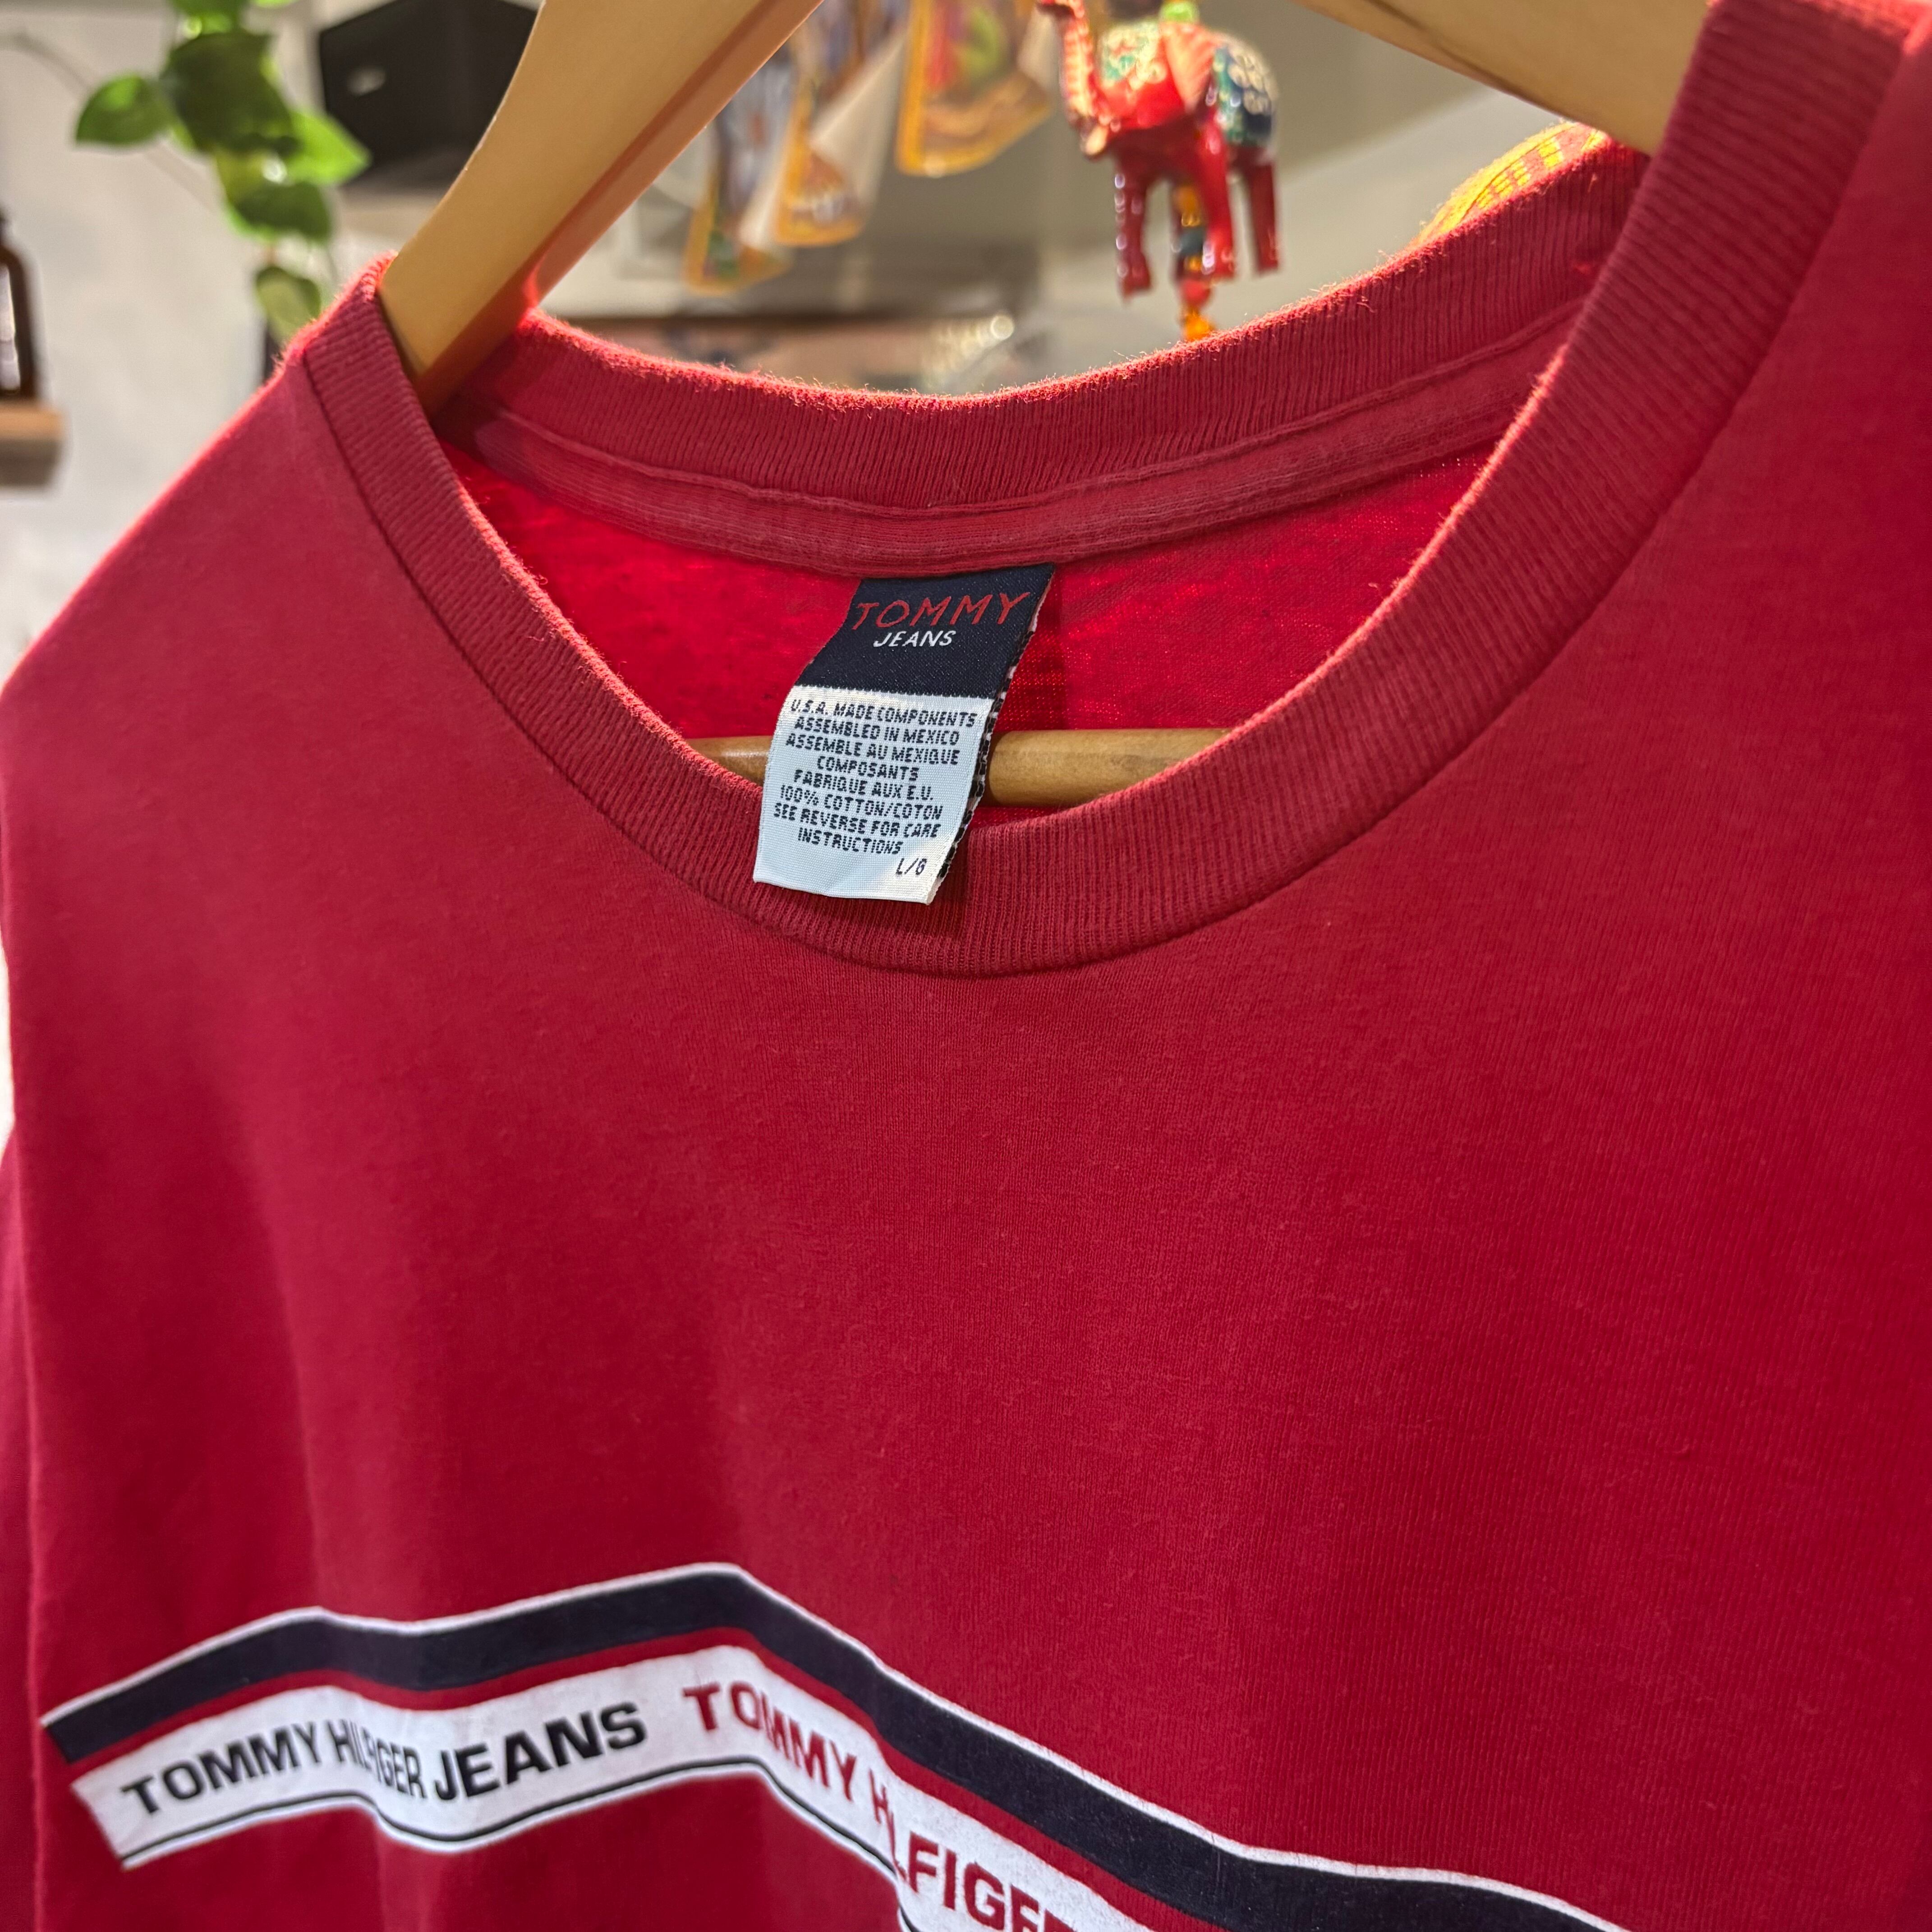 TOMMY
JEANS
U.S.A. MADE COMPONENTS
ASSEMBLED IN MEXICO
ASSEMBLE AU MEXIQUE
COMPOSANTS
FABRIQUE AUX E.U.
100% COTTON/COTON
SEE REVERSE FOR CARE
INSTRUCTIONS
L/G
TOMMY HILFIGER JEANS TOMMY HILFIGER